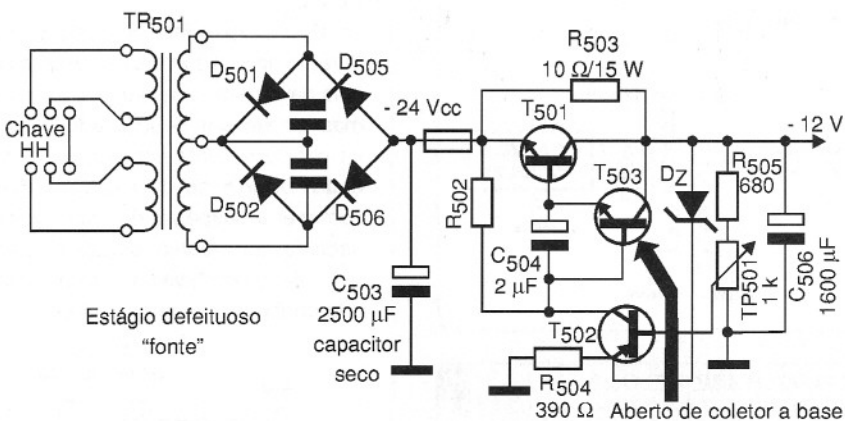 TR501
R503
10 Ω/15 W
D501
D505
- 24 Vcc
T501
- 12 V
Chave
HH
T503
DZ
R505
680
R502
D502
D506
C504
2 μF
C503
2500 μF
capacitor
seco
TP501
1 k
C506
1600 μF
Estágio defeituoso
“fonte”
T502
R504
390 Ω
Aberto de coletor a base